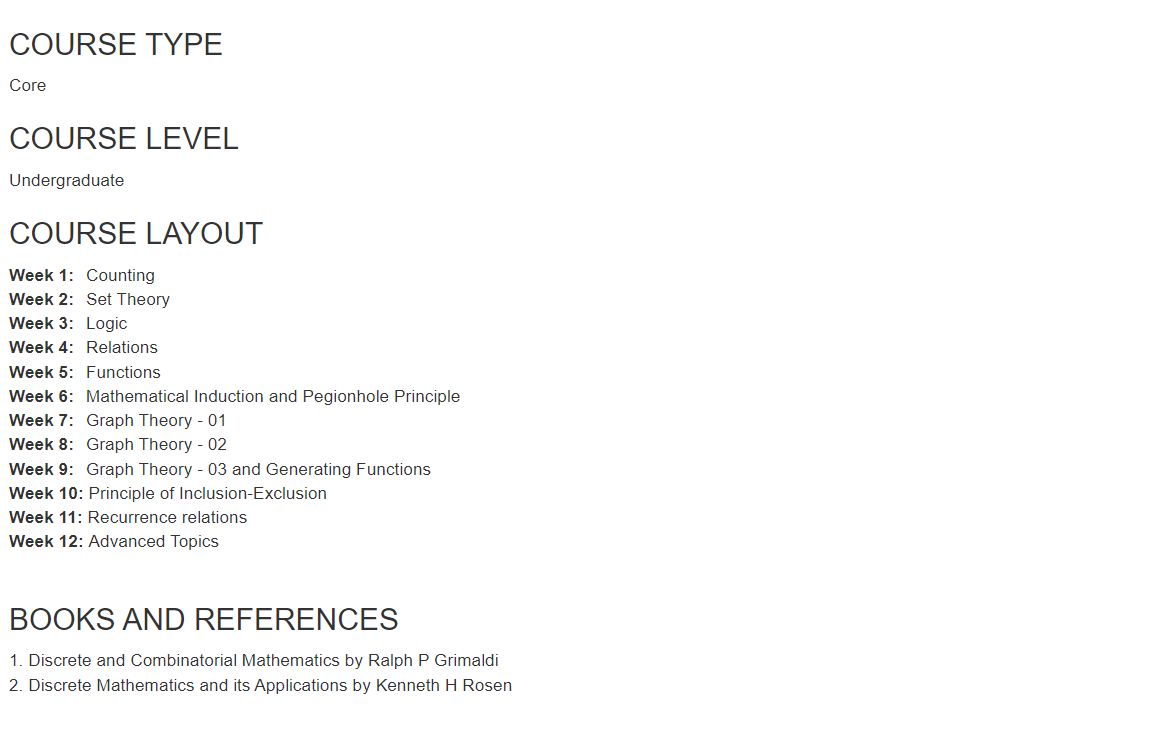 COURSE TYPE
Core
COURSE LEVEL
Undergraduate
COURSE LAYOUT
Week 1: Counting
Week 2: Set Theory
Week 3: Logic
Week 4: Relations
Week 5: Functions
Week 6: Mathematical Induction and Pegionhole Principle
Week 7: Graph Theory - 01
Week 8: Graph Theory - 02
Week 9: Graph Theory - 03 and Generating Functions
Week 10: Principle of Inclusion-Exclusion
Week 11: Recurrence relations
Week 12: Advanced Topics
BOOKS AND REFERENCES
1. Discrete and Combinatorial Mathematics by Ralph P Grimaldi
2. Discrete Mathematics and its Applications by Kenneth H Rosen